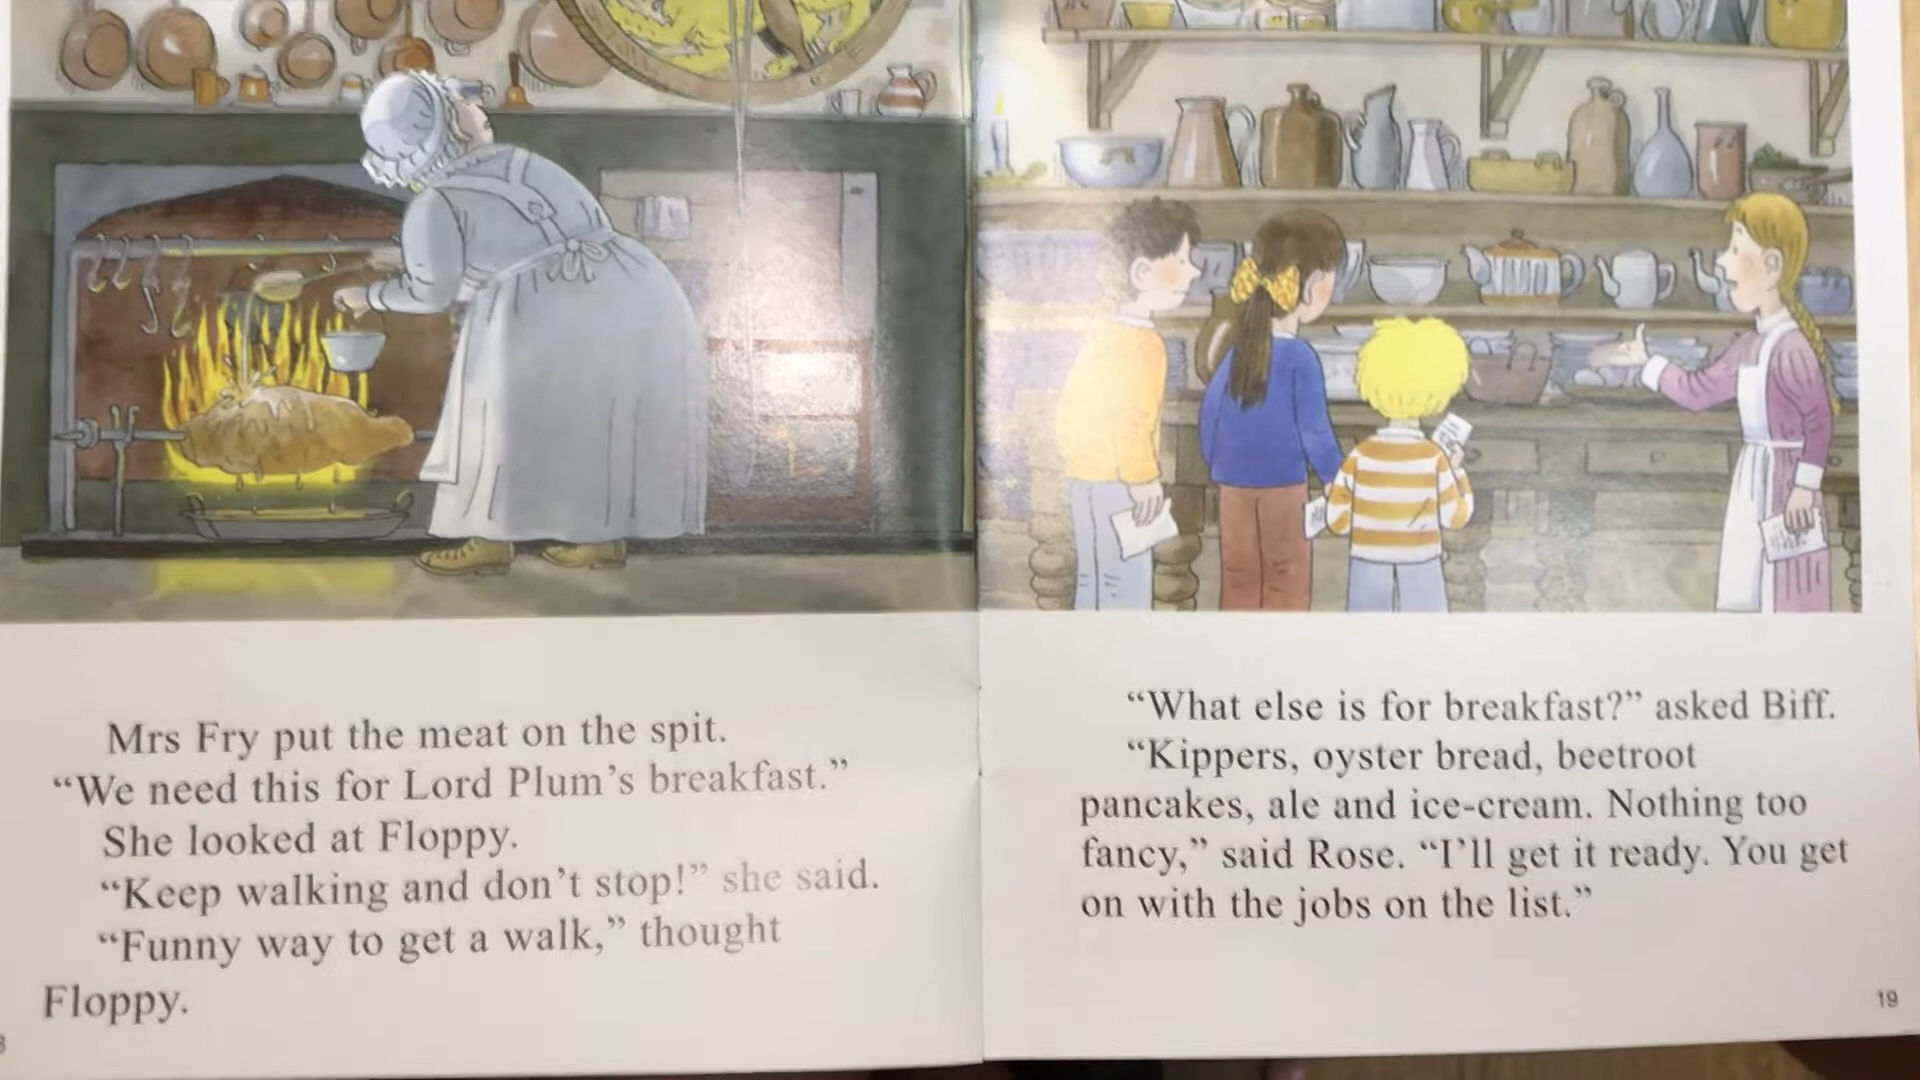 Mrs Fry put the meat on the spit.
“We need this for Lord Plum’s breakfast.”
She looked at Floppy.
“Keep walking and don’t stop!” she said.
“Funny way to get a walk,” thought
Floppy.
“What else is for breakfast?” asked Biff.
“Kippers, oyster bread, beetroot
pancakes, ale and ice-cream. Nothing too
fancy,” said Rose. “I’ll get it ready. You get
on with the jobs on the list.”
19